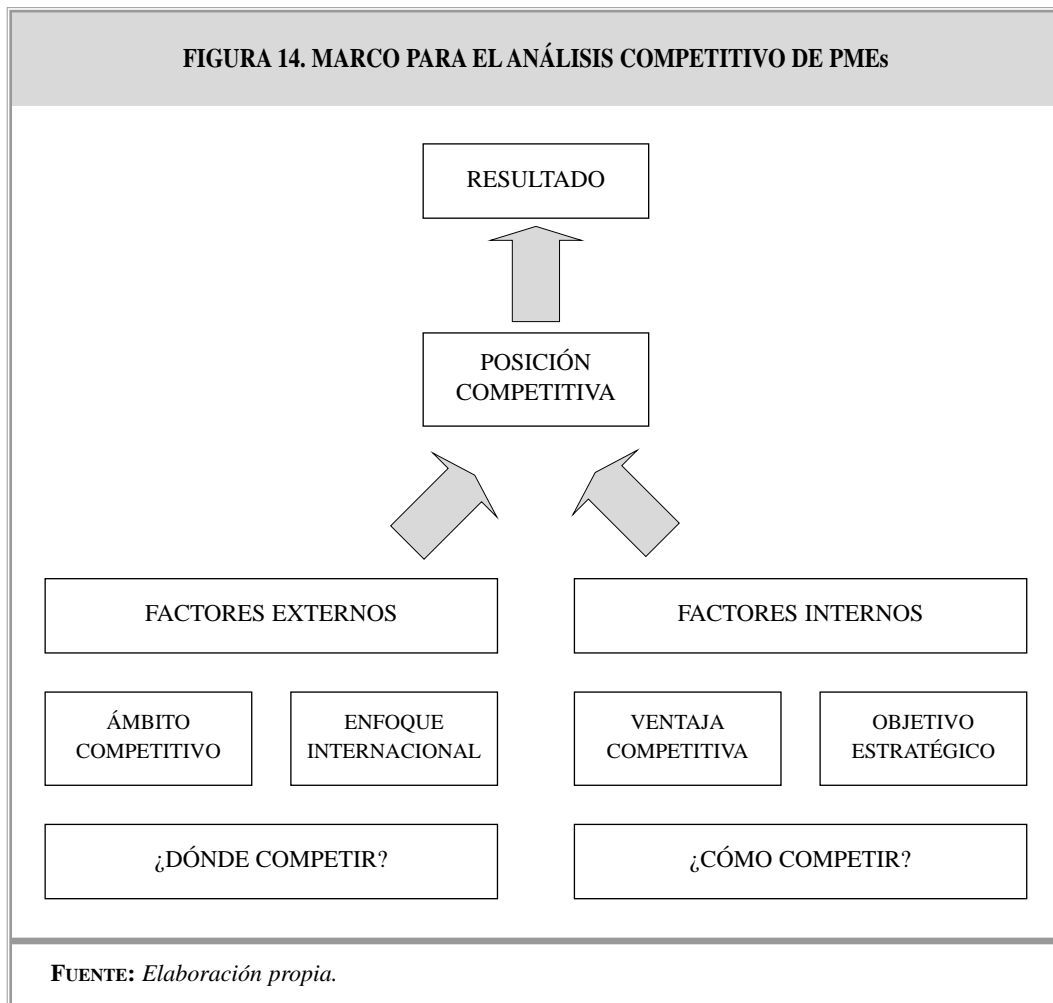 FIGURA 14. MARCO PARA EL ANÁLISIS COMPETITIVO DE PMEs
RESULTADO
POSICIÓN
COMPETITIVA
FACTORES EXTERNOS
FACTORES INTERNOS
ÁMBITO
COMPETITIVO
ENFOQUE
INTERNACIONAL
VENTAJA
COMPETITIVA
OBJETIVO
ESTRATÉGICO
¿DÓNDE COMPETIR?
¿CÓMO COMPETIR?
FUENTE: Elaboración propia.